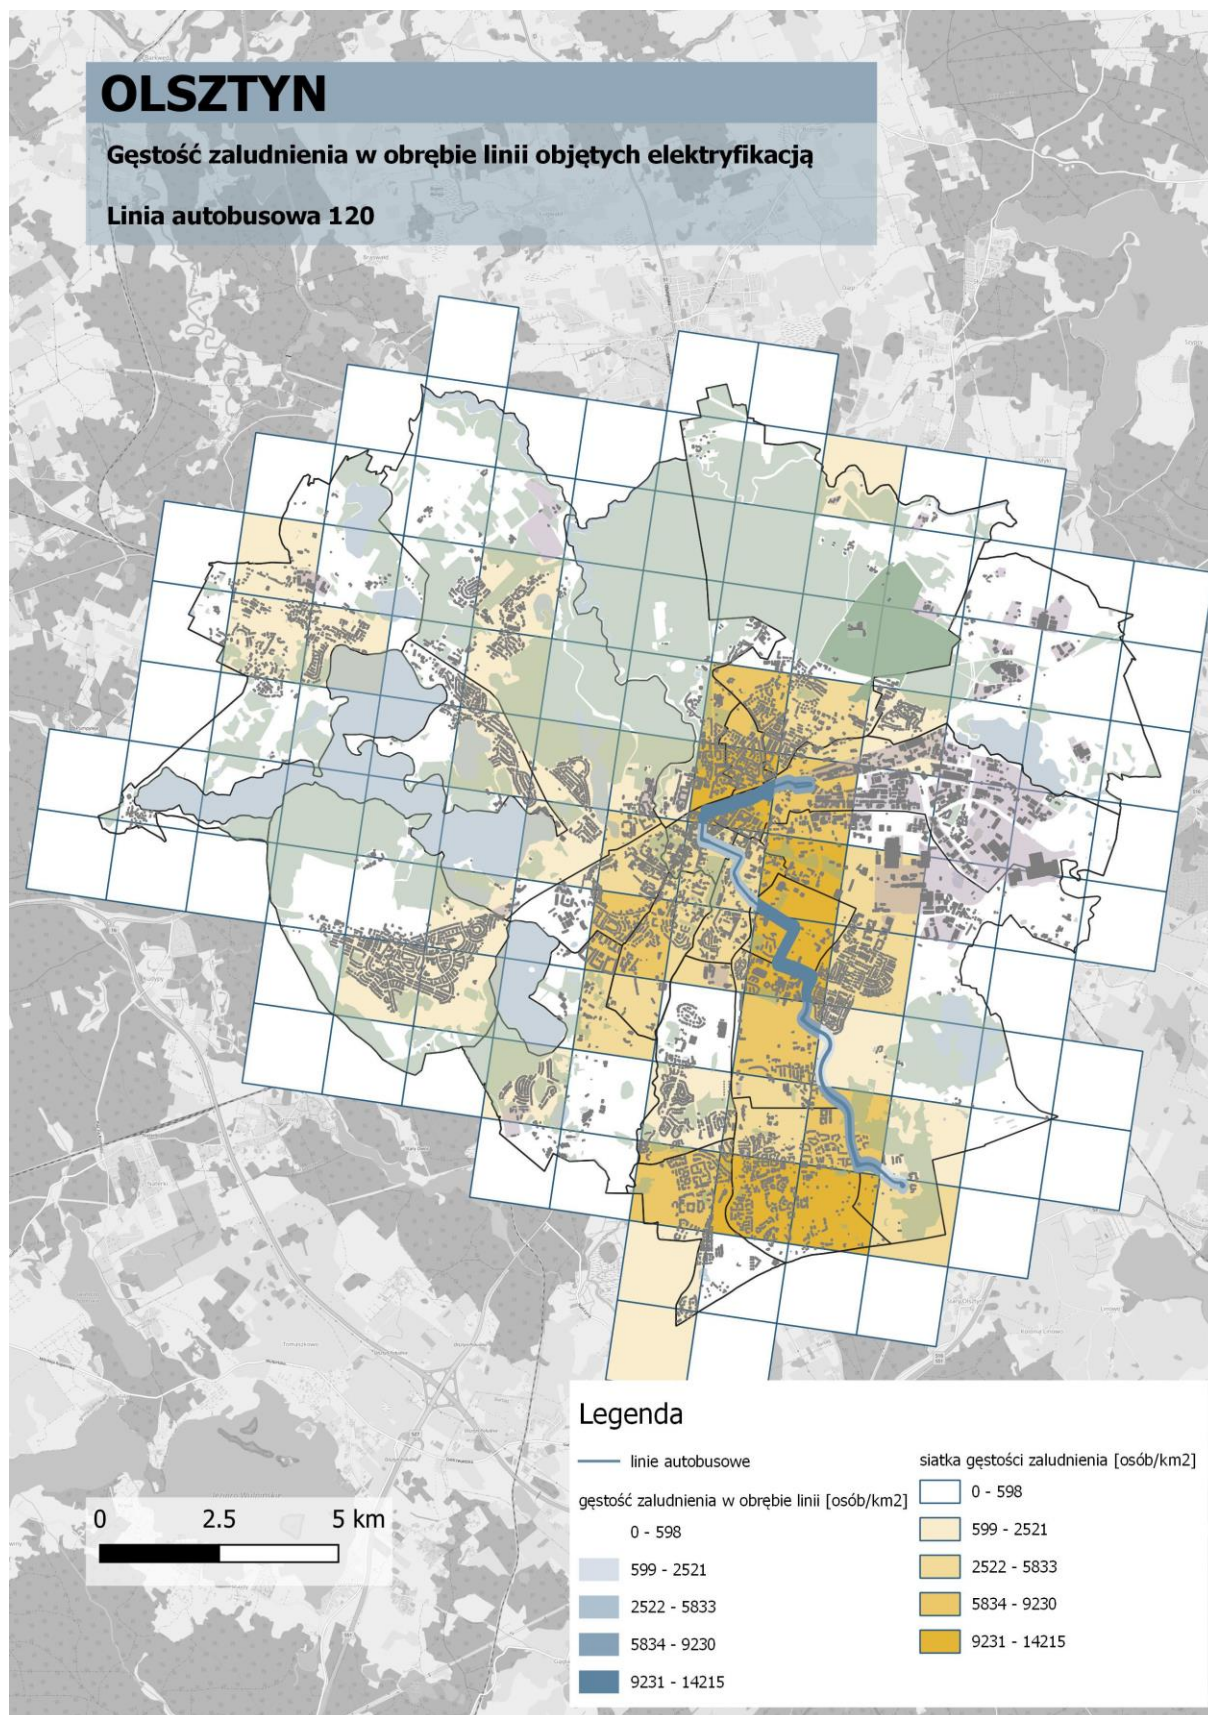 OLSZTYN
Gęstość zaludnienia w obrębie linii objętych elektryfikacją
Linia autobusowa 120
Legenda
linie autobusowe
gęstość zaludnienia w obrębie linii [osób/km2]
0 - 598
599 - 2521
2522 - 5833
5834 - 9230
9231 - 14215
siatka gęstości zaludnienia [osób/km2]
0 - 598
599 - 2521
2522 - 5833
5834 - 9230
9231 - 14215
0 2.5 5 km